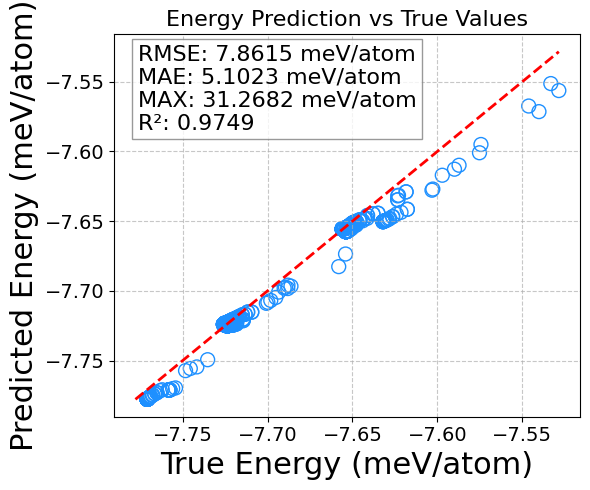 Energy Prediction vs True Values
RMSE: 7.8615 meV/atom
MAE: 5.1023 meV/atom
MAX: 31.2682 meV/atom
R²: 0.9749
Predicted Energy (meV/atom)
−7.55
−7.60
−7.65
−7.70
−7.75
−7.75 −7.70 −7.65 −7.60 −7.55
True Energy (meV/atom)